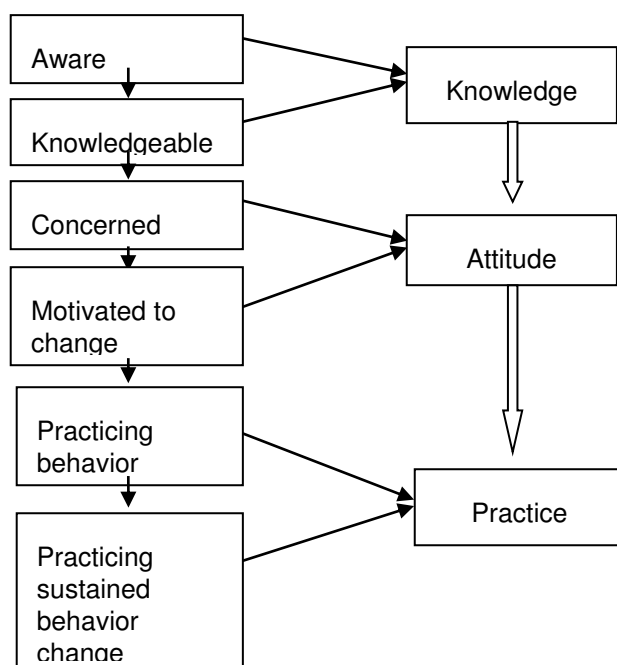 Aware
Knowledgeable
Concerned
Motivated to
change
Practicing
behavior
Practicing
sustained
behavior
change
Knowledge
Attitude
Practice